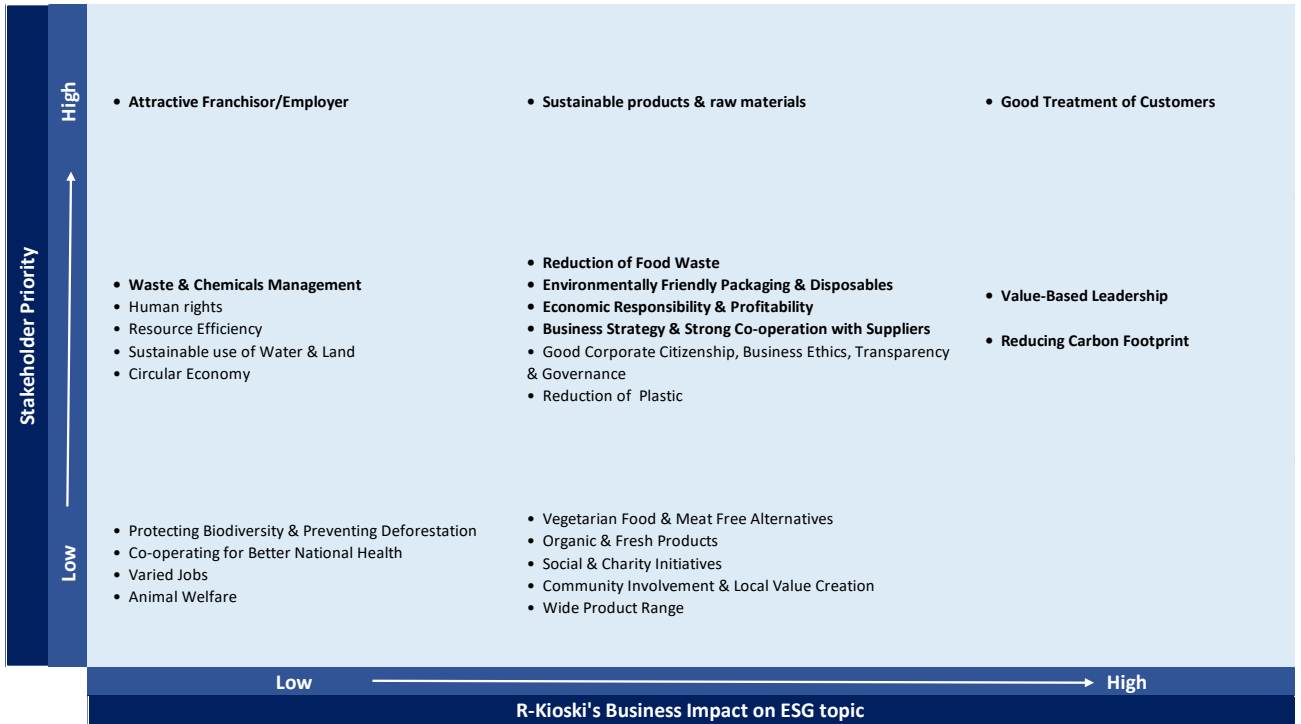 Stakeholder Priority
High
Low
• Attractive Franchisor/Employer
• Sustainable products & raw materials
• Good Treatment of Customers
• Waste & Chemicals Management
• Human rights
• Resource Efficiency
• Sustainable use of Water & Land
• Circular Economy
• Reduction of Food Waste
• Environmentally Friendly Packaging & Disposables
• Economic Responsibility & Profitability
• Business Strategy & Strong Co-operation with Suppliers
• Good Corporate Citizenship, Business Ethics, Transparency
& Governance
• Reduction of  Plastic
• Value-Based Leadership
• Reducing Carbon Footprint
• Protecting Biodiversity & Preventing Deforestation
• Co-operating for Better National Health
• Varied Jobs
• Animal Welfare
• Vegetarian Food & Meat Free Alternatives
• Organic & Fresh Products
• Social & Charity Initiatives
• Community Involvement & Local Value Creation
• Wide Product Range
Low
High
R-Kioski's Business Impact on ESG topic